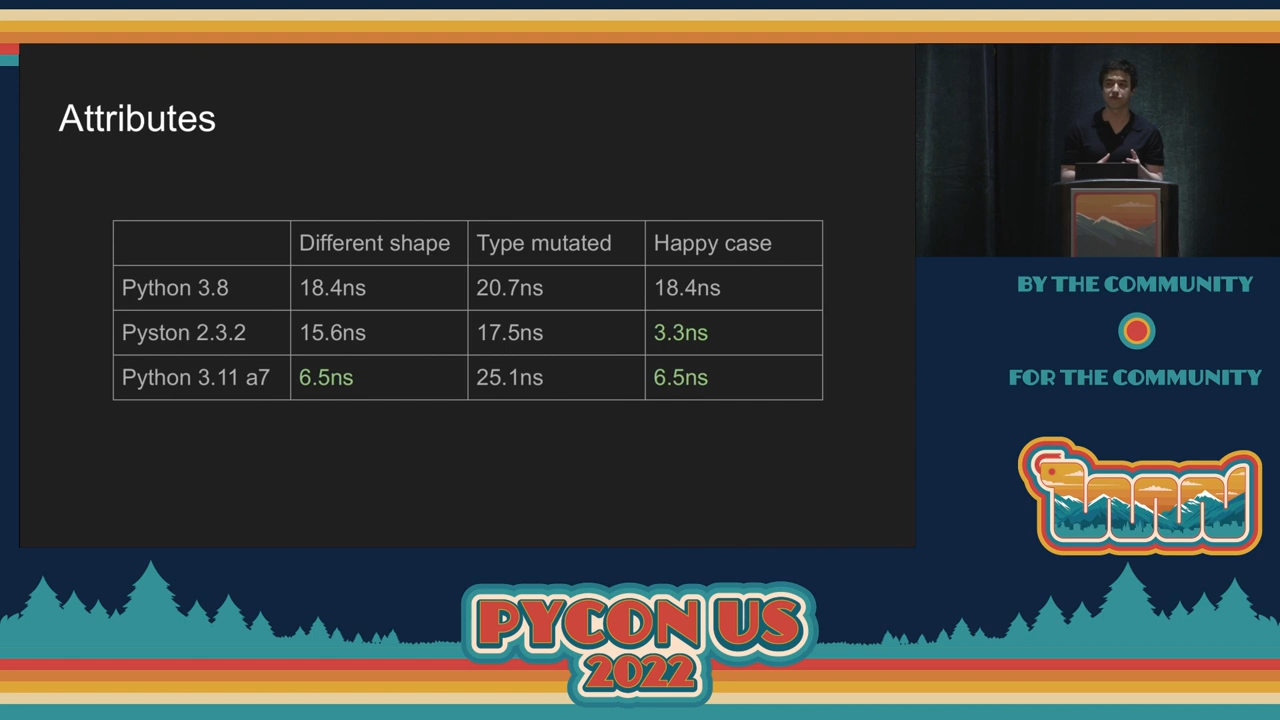 Attributes
Different shape Type mutated Happy case
Python 3.8 18.4ns 20.7ns 18.4ns
Pyston 2.3.2 15.6ns 17.5ns 3.3ns
Python 3.11 a7 6.5ns 25.1ns 6.5ns
BY THE COMMUNITY
FOR THE COMMUNITY
PYCON US
2022